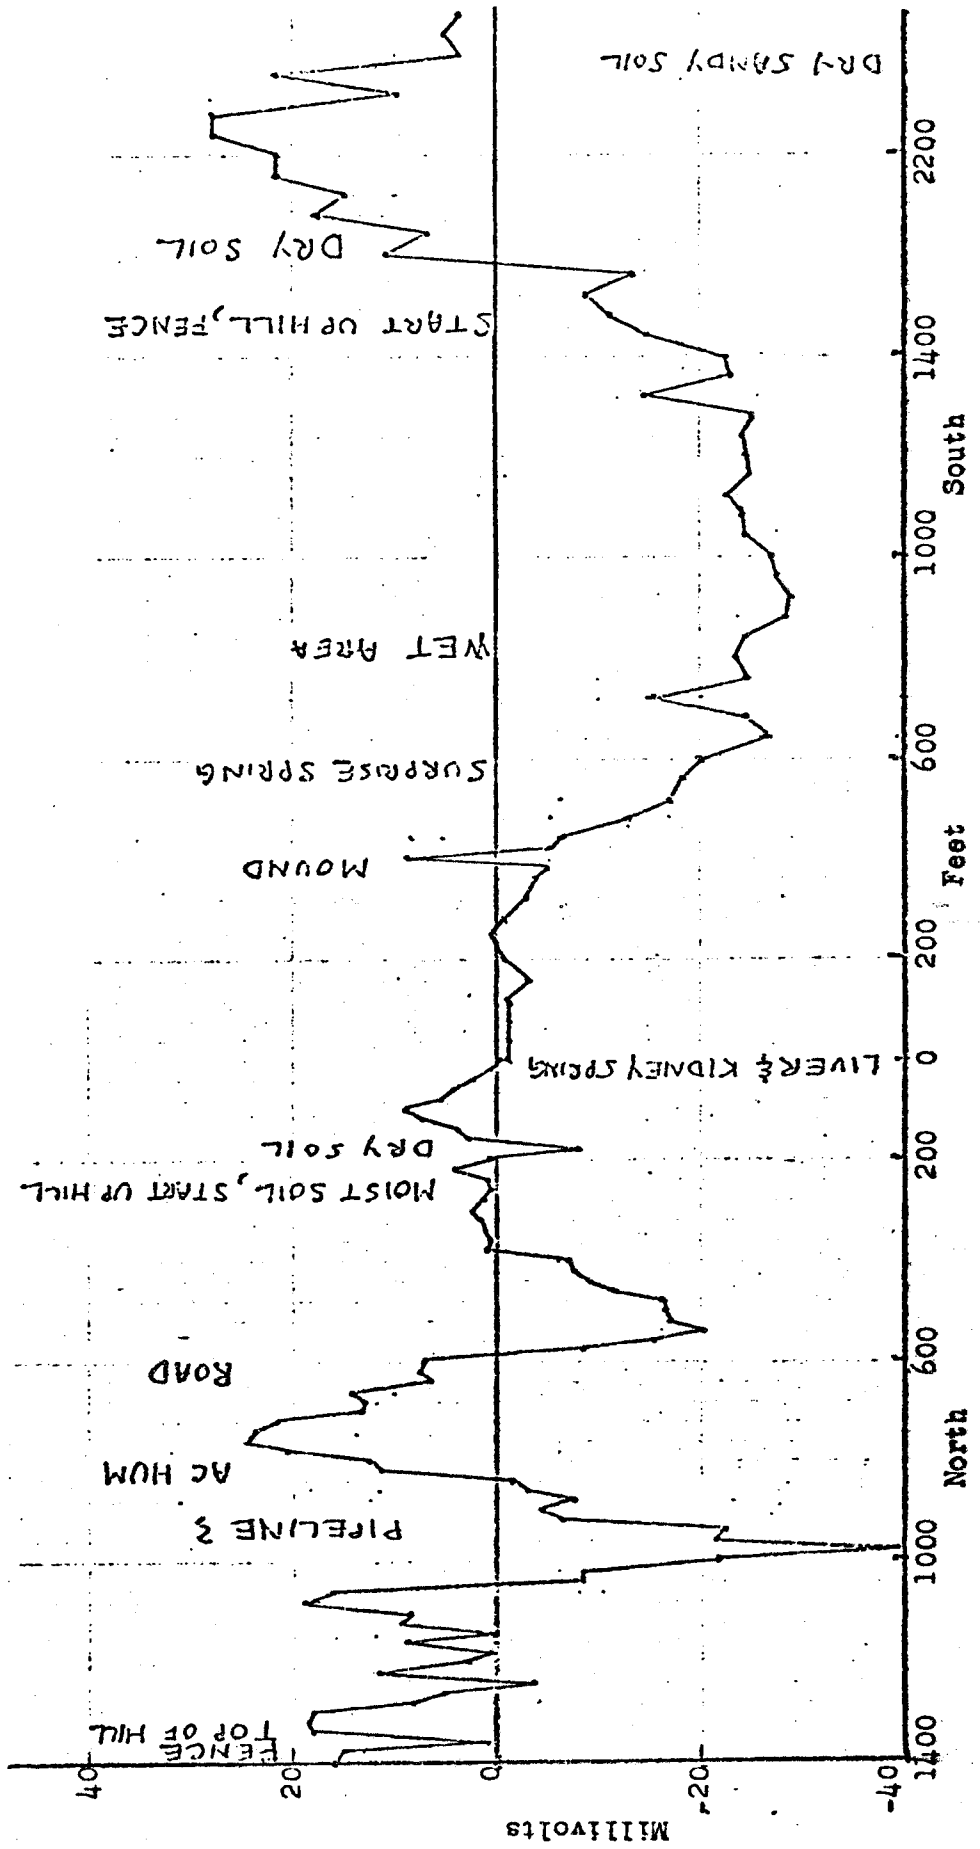 FENCE
TOP OF HILL
PIPELINE &
AC HUM
ROAD
MOIST SOIL, START UP HILL
DRY SOIL
LIVER & KIDNEY SPRING
MOUND
SURPRISE SPRING
WET AREA
START UP HILL, FENCE
DRY SOIL
DRY SANDY SOIL
Millivolts
40
20
0
-20
-40
1400
1000
600
200
0
200
600
1000
1400
2200
North
Feet
South